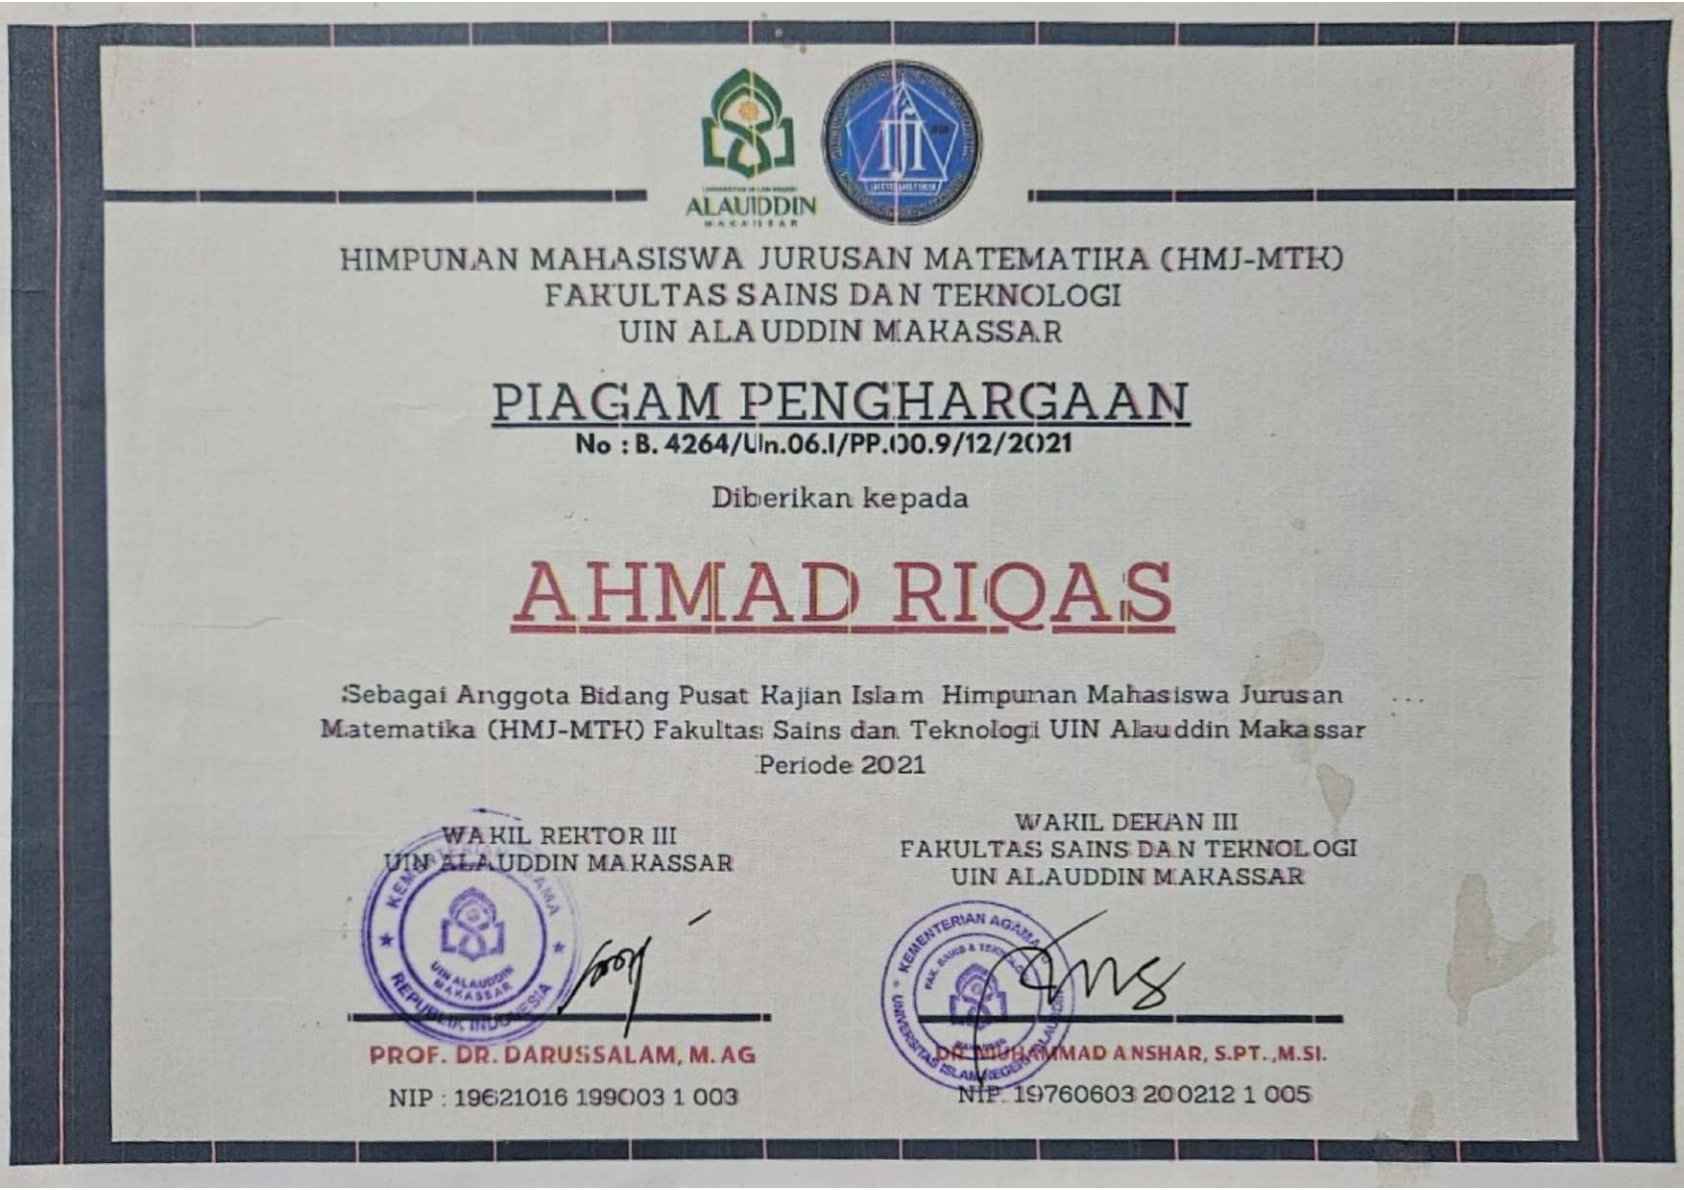 UNIVERSITAS ISLAM NEGERI
ALAUDDIN
MAKASSAR
HIMPUNAN MAHASISWA JURUSAN MATEMATIKA (HMJ-MTK)
FAKULTAS SAINS DAN TEKNOLOGI
UIN ALAUDDIN MAKASSAR
PIAGAM PENGHARGAAN
No : B. 4264/Un.06.I/PP.00.9/12/2021
Diberikan kepada
AHMAD RIQAS
Sebagai Anggota Bidang Pusat Kajian Islam Himpunan Mahasiswa Jurusan
Matematika (HMJ-MTK) Fakultas Sains dan Teknologi UIN Alauddin Makassar
Periode 2021
WAKIL REKTOR III
UIN ALAUDDIN MAKASSAR
KEMENTERIAN AGAMA
UIN ALAUDDIN
MAKASSAR
REPUBLIK INDONESIA
PROF. DR. DARUSSALAM, M.AG
NIP : 19621016 199003 1 003
WAKIL DEKAN III
FAKULTAS SAINS DAN TEKNOLOGI
UIN ALAUDDIN MAKASSAR
KEMENTERIAN AGAMA
FAK. SAINS & TEKNOLOGI
MAKASSAR
UNIVERSITAS ISLAM NEGERI ALAUDDIN
DR. MUHAMMAD ANSHAR, S.PT.,M.SI.
NIP. 19760603 200212 1 005